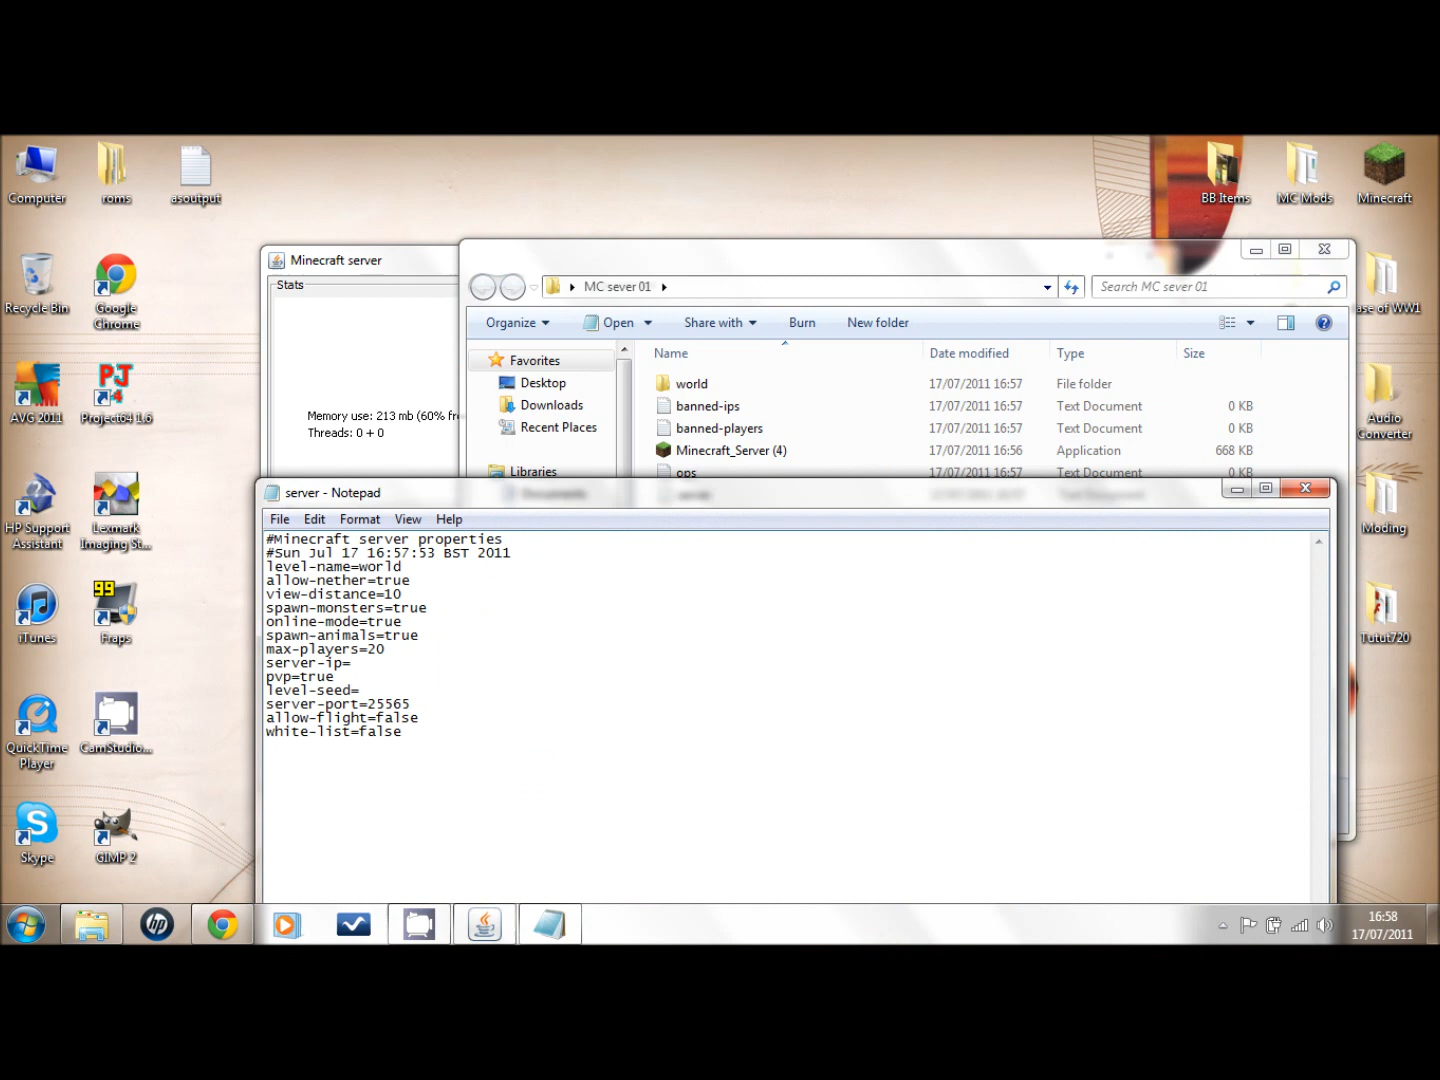 Computer
roms
asoutput
BB Items
MC Mods
Minecraft
Recycle Bin
Google
Chrome
ase of WW1
AVG 2011
Project64 1.6
Audio
Converter
HP Support
Assistant
Lexmark
Imaging St...
Moding
iTunes
Fraps
Tutut720
QuickTime
Player
CamStudio...
Skype
GIMP 2
Minecraft server
Stats
Memory use: 213 mb (60% fr
Threads: 0 + 0
MC sever 01
Search MC sever 01
Organize
Open
Share with
Burn
New folder
Favorites
Desktop
Downloads
Recent Places
Libraries
Documents
Name Date modified Type Size
world 17/07/2011 16:57 File folder
banned-ips 17/07/2011 16:57 Text Document 0 KB
banned-players 17/07/2011 16:57 Text Document 0 KB
Minecraft_Server (4) 17/07/2011 16:56 Application 668 KB
ops 17/07/2011 16:57 Text Document 0 KB
server - Notepad
File Edit Format View Help
#Minecraft server properties
#Sun Jul 17 16:57:53 BST 2011
level-name=world
allow-nether=true
view-distance=10
spawn-monsters=true
online-mode=true
spawn-animals=true
max-players=20
server-ip=
pvp=true
level-seed=
server-port=25565
allow-flight=false
white-list=false
16:58
17/07/2011